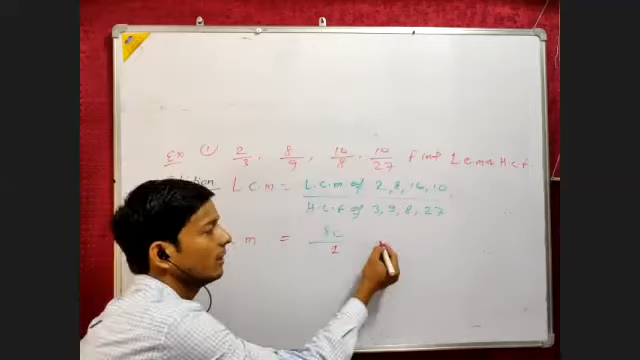 Ex ① 2/3, 8/9, 16/8, 10/27 find L.c.m & H.c.f.
L.c.m = L.c.m of 2, 8, 16, 10 / H.c.f of 3, 9, 8, 27
m = 80 / 1